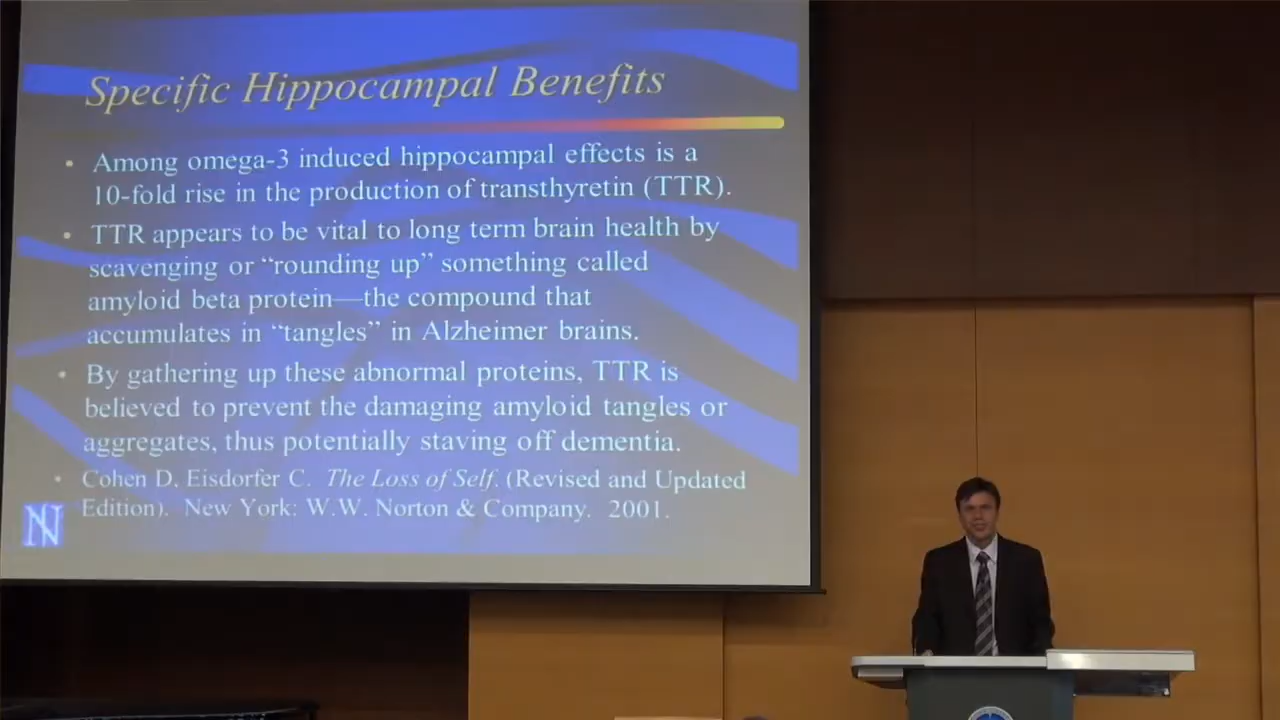 Specific Hippocampal Benefits
• Among omega-3 induced hippocampal effects is a
10-fold rise in the production of transthyretin (TTR).
• TTR appears to be vital to long term brain health by
scavenging or “rounding up” something called
amyloid beta protein—the compound that
accumulates in “tangles” in Alzheimer brains.
• By gathering up these abnormal proteins, TTR is
believed to prevent the damaging amyloid tangles or
aggregates, thus potentially staving off dementia.
• Cohen D, Eisdorfer C. The Loss of Self. (Revised and Updated
Edition). New York: W.W. Norton & Company. 2001.
N